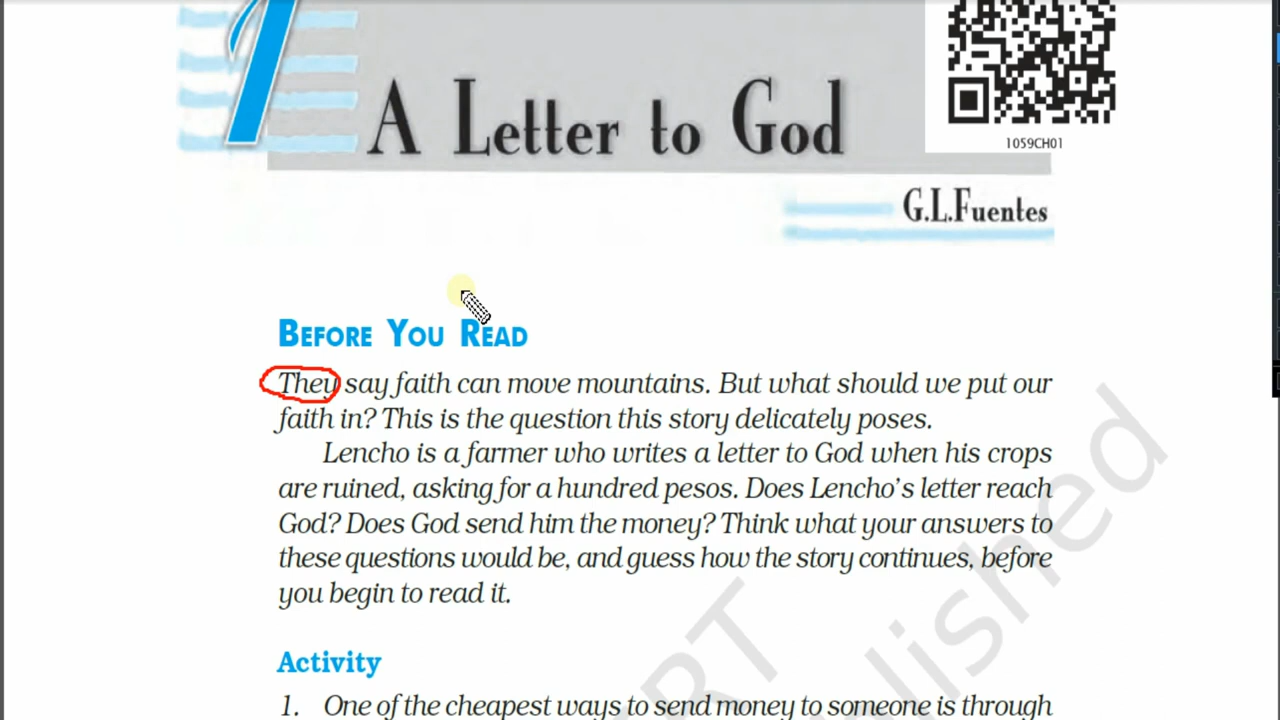 1
A Letter to God
1059CH01
G.L.Fuentes
BEFORE YOU READ
They say faith can move mountains. But what should we put our
faith in? This is the question this story delicately poses.
Lencho is a farmer who writes a letter to God when his crops
are ruined, asking for a hundred pesos. Does Lencho's letter reach
God? Does God send him the money? Think what your answers to
these questions would be, and guess how the story continues, before
you begin to read it.
Activity
1. One of the cheapest ways to send money to someone is through